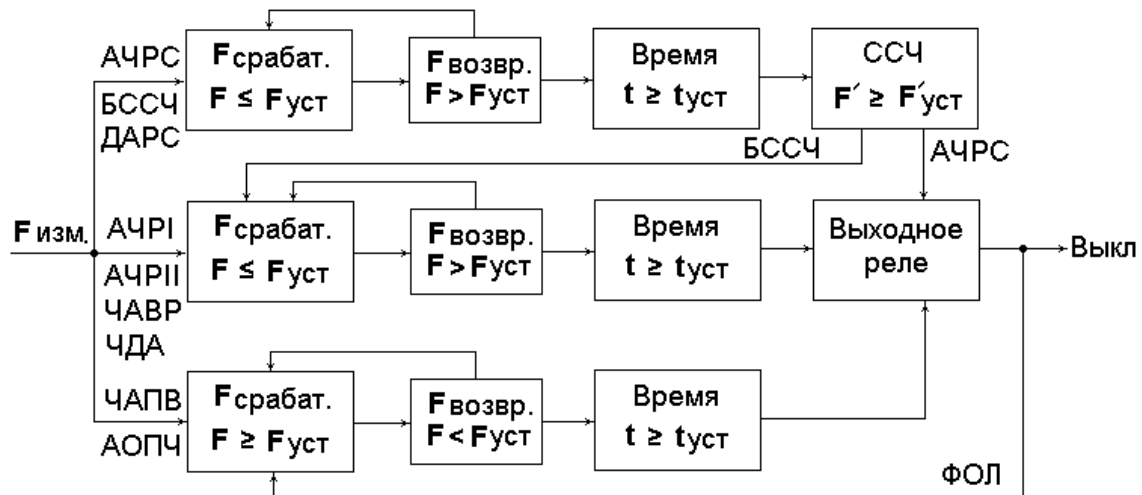 АЧРС
БССЧ
ДАРС
Fсрабат.
F ≤ Fуст
Fвозвр.
F > Fуст
Время
t ≥ tуст
ССЧ
F′ ≥ F′уст
БССЧ
АЧРС
Fизм.
АЧРI
АЧРII
ЧАВР
ЧДА
Fсрабат.
F ≤ Fуст
Fвозвр.
F > Fуст
Время
t ≥ tуст
Выходное
реле
Выкл
ЧАПВ
АОПЧ
Fсрабат.
F ≥ Fуст
Fвозвр.
F < Fуст
Время
t ≥ tуст
ФОЛ